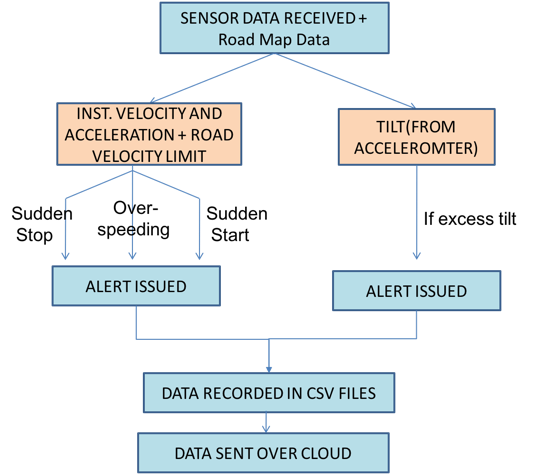 SENSOR DATA RECEIVED +
Road Map Data
INST. VELOCITY AND
ACCELERATION + ROAD
VELOCITY LIMIT
TILT(FROM
ACCELEROMTER)
Sudden
Stop
Over-
speeding
Sudden
Start
If excess tilt
ALERT ISSUED
ALERT ISSUED
DATA RECORDED IN CSV FILES
DATA SENT OVER CLOUD